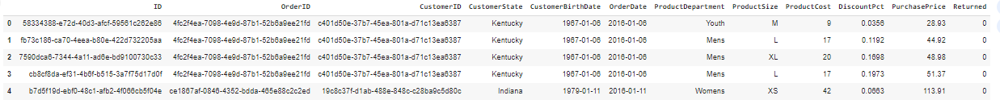 ID OrderID CustomerID CustomerState CustomerBirthDate OrderDate ProductDepartment ProductSize ProductCost DiscountPct PurchasePrice Returned
0 58334388-e72d-40d3-afcf-59561c262e86 4fc2f4ea-7098-4e9d-87b1-52b6a9ee21fd c401d50e-37b7-45ea-801a-d71c13ea6387 Kentucky 1967-01-06 2016-01-06 Youth M 9 0.0356 28.93 0
1 fb73c186-ca70-4eea-b80e-422d732205aa 4fc2f4ea-7098-4e9d-87b1-52b6a9ee21fd c401d50e-37b7-45ea-801a-d71c13ea6387 Kentucky 1967-01-06 2016-01-06 Mens L 17 0.1192 44.92 0
2 7590dca6-7344-4a11-ad6e-bd9100730c33 4fc2f4ea-7098-4e9d-87b1-52b6a9ee21fd c401d50e-37b7-45ea-801a-d71c13ea6387 Kentucky 1967-01-06 2016-01-06 Mens XL 20 0.1698 48.98 0
3 cb8cf8da-ef31-4b6f-b515-3a7f75d17d0f 4fc2f4ea-7098-4e9d-87b1-52b6a9ee21fd c401d50e-37b7-45ea-801a-d71c13ea6387 Kentucky 1967-01-06 2016-01-06 Mens L 17 0.1973 51.37 0
4 b7d5f19d-ebf0-48c1-afb2-4f066cb5f04e ce1867af-0846-4352-bdda-465e88c2c2ed 19c8c37f-d1ab-488e-848c-c28ba9c5d80c Indiana 1979-01-11 2016-01-11 Womens XS 42 0.0663 113.91 0